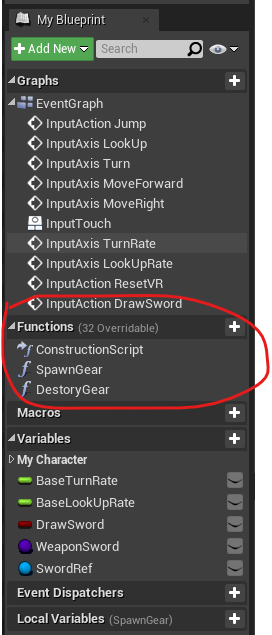 My Blueprint
Add New
Search
Graphs
EventGraph
InputAction Jump
InputAxis LookUp
InputAxis Turn
InputAxis MoveForward
InputAxis MoveRight
InputTouch
InputAxis TurnRate
InputAxis LookUpRate
InputAction ResetVR
InputAction DrawSword
Functions (32 Overridable)
ConstructionScript
SpawnGear
DestoryGear
Macros
Variables
My Character
BaseTurnRate
BaseLookUpRate
DrawSword
WeaponSword
SwordRef
Event Dispatchers
Local Variables (SpawnGear)